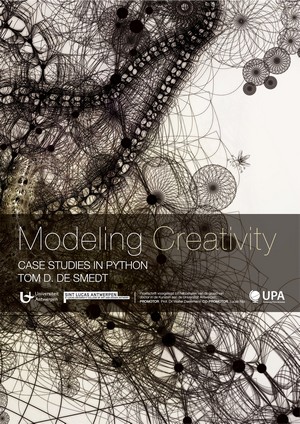 Modeling Creativity
CASE STUDIES IN PYTHON
TOM D. DE SMEDT
Universiteit
Antwerpen
SINT LUCAS ANTWERPEN
UPA